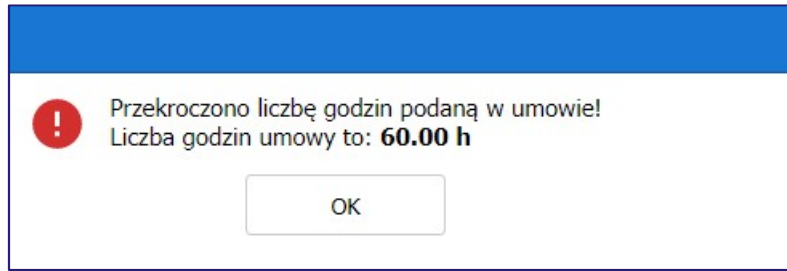 Przekroczono liczbę godzin podaną w umowie!
Liczba godzin umowy to: 60.00 h
OK